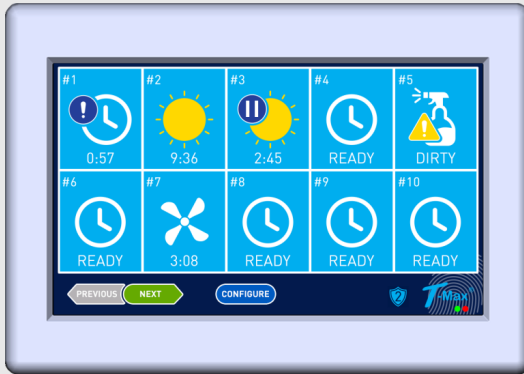 #1
#2
#3
#4
#5
0:57
9:36
2:45
READY
DIRTY
#6
#7
#8
#9
#10
READY
3:08
READY
READY
READY
PREVIOUS
NEXT
CONFIGURE
2
T-Max